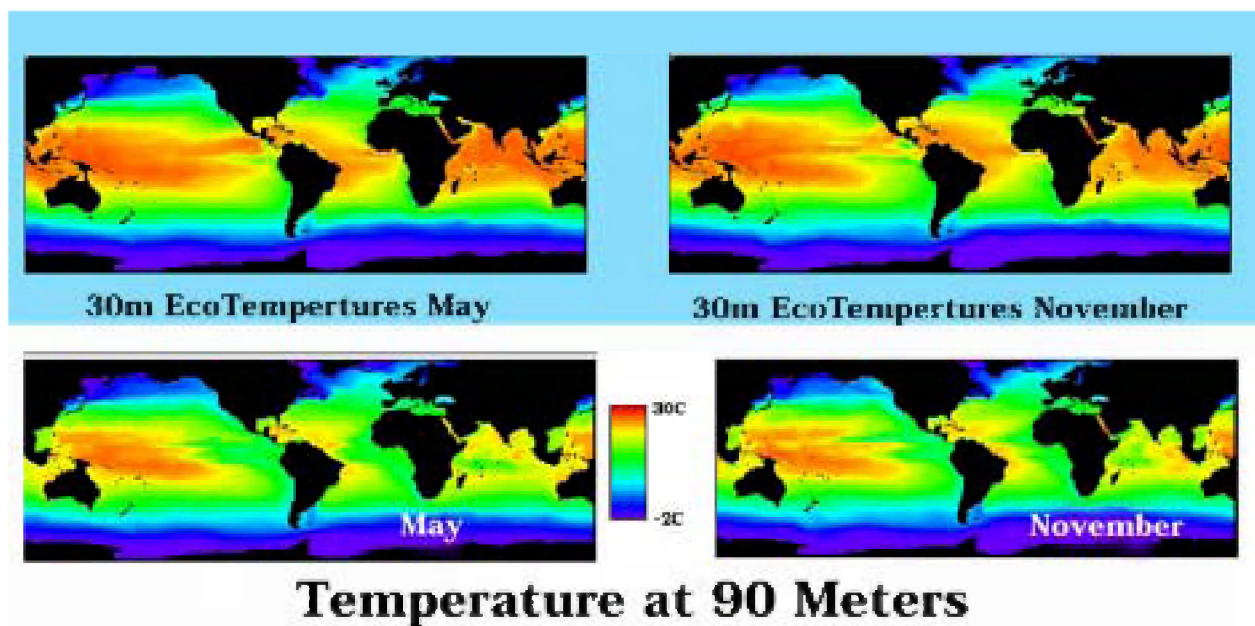 30m EcoTempertures May
30m EcoTempertures November
30C
-2C
May
November
Temperature at 90 Meters